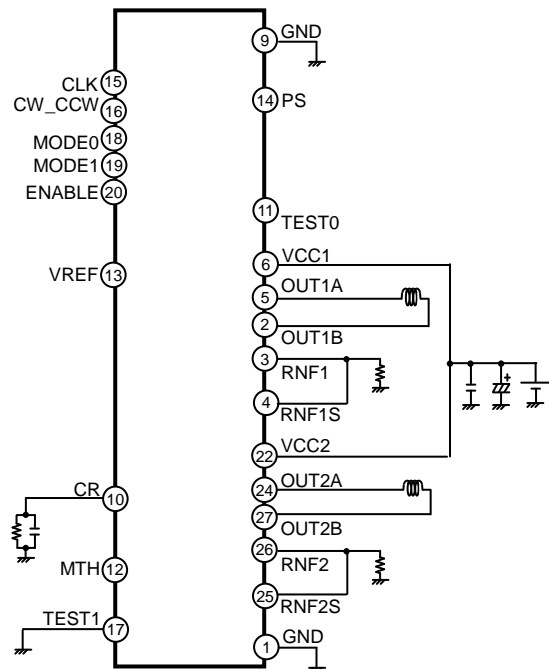 9 GND
15 CLK
14 PS
CW_CCW 16
18
MODE0
19
MODE1
20
ENABLE
11
TEST0
6 VCC1
VREF 13
5 OUT1A
2
OUT1B
3
RNF1
4
RNF1S
22 VCC2
24 OUT2A
CR 10
27
OUT2B
26
RNF2
MTH 12
25
RNF2S
TEST1 17
1 GND
+